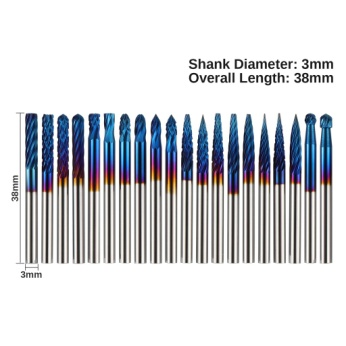 Shank Diameter: 3mm
Overall Length: 38mm
38mm
3mm